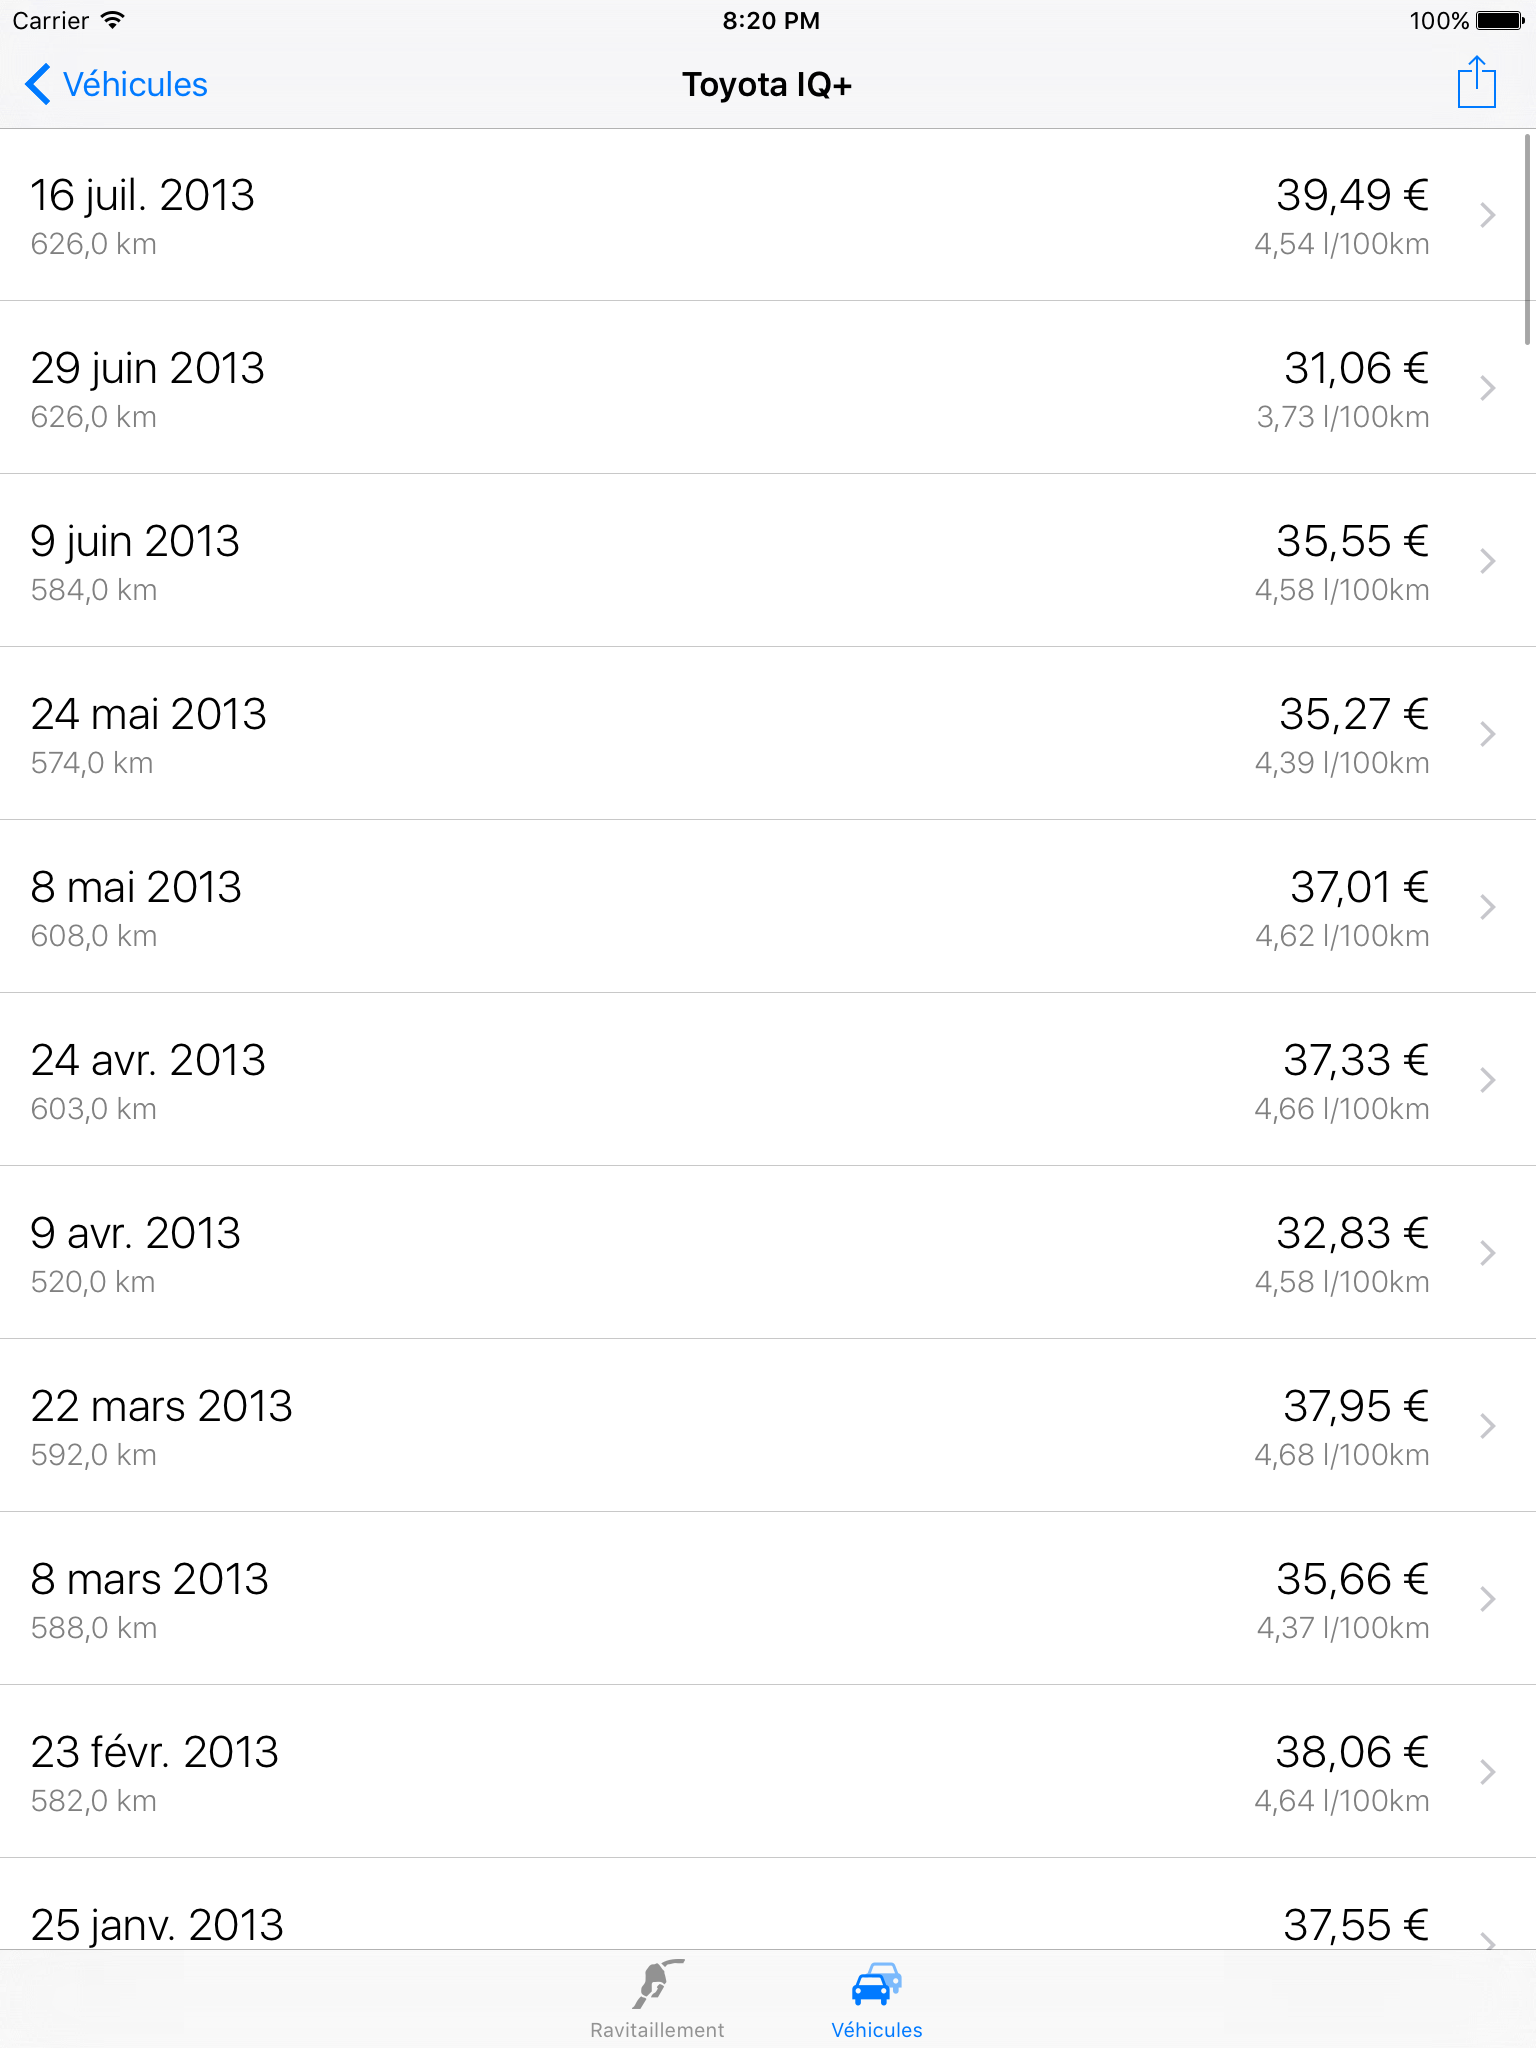 Carrier 8:20 PM 100%
Véhicules Toyota IQ+
16 juil. 2013 39,49 €
626,0 km 4,54 l/100km
29 juin 2013 31,06 €
626,0 km 3,73 l/100km
9 juin 2013 35,55 €
584,0 km 4,58 l/100km
24 mai 2013 35,27 €
574,0 km 4,39 l/100km
8 mai 2013 37,01 €
608,0 km 4,62 l/100km
24 avr. 2013 37,33 €
603,0 km 4,66 l/100km
9 avr. 2013 32,83 €
520,0 km 4,58 l/100km
22 mars 2013 37,95 €
592,0 km 4,68 l/100km
8 mars 2013 35,66 €
588,0 km 4,37 l/100km
23 févr. 2013 38,06 €
582,0 km 4,64 l/100km
25 janv. 2013 37,55 €
Ravitaillement Véhicules